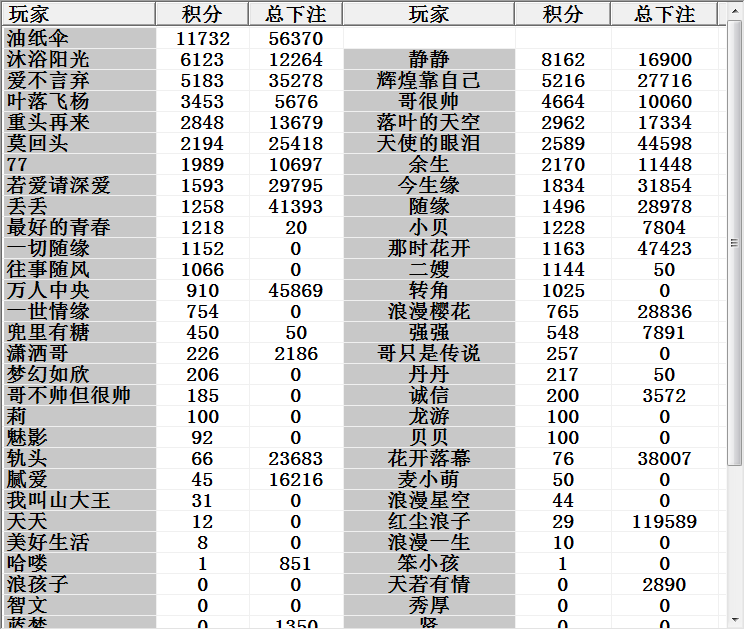 玩家 积分 总下注 玩家 积分 总下注
油纸伞 11732 56370
沐浴阳光 6123 12264 静静 8162 16900
爱不言弃 5183 35278 辉煌靠自己 5216 27716
叶落飞杨 3453 5676 哥很帅 4664 10060
重头再来 2848 13679 落叶的天空 2962 17334
莫回头 2194 25418 天使的眼泪 2589 44598
77 1989 10697 余生 2170 11448
若爱请深爱 1593 29795 今生缘 1834 31854
丢丢 1258 41393 随缘 1496 28978
最好的青春 1218 20 小贝 1228 7804
一切随缘 1152 0 那时花开 1163 47423
往事随风 1066 0 二嫂 1144 50
万人中央 910 45869 转角 1025 0
一世情缘 754 0 浪漫樱花 765 28836
兜里有糖 450 50 强强 548 7891
潇洒哥 226 2186 哥只是传说 257 0
梦幻如欣 206 0 丹丹 217 50
哥不帅但很帅 185 0 诚信 200 3572
莉 100 0 龙游 100 0
魅影 92 0 贝贝 100 0
轨头 66 23683 花开落幕 76 38007
腻爱 45 16216 麦小萌 50 0
我叫山大王 31 0 浪漫星空 44 0
天天 12 0 红尘浪子 29 119589
美好生活 8 0 浪漫一生 10 0
哈喽 1 851 笨小孩 1 0
浪孩子 0 0 天若有情 0 2890
智文 0 0 秀厚 0 0
蓝梦 0 1350 贤 0 0